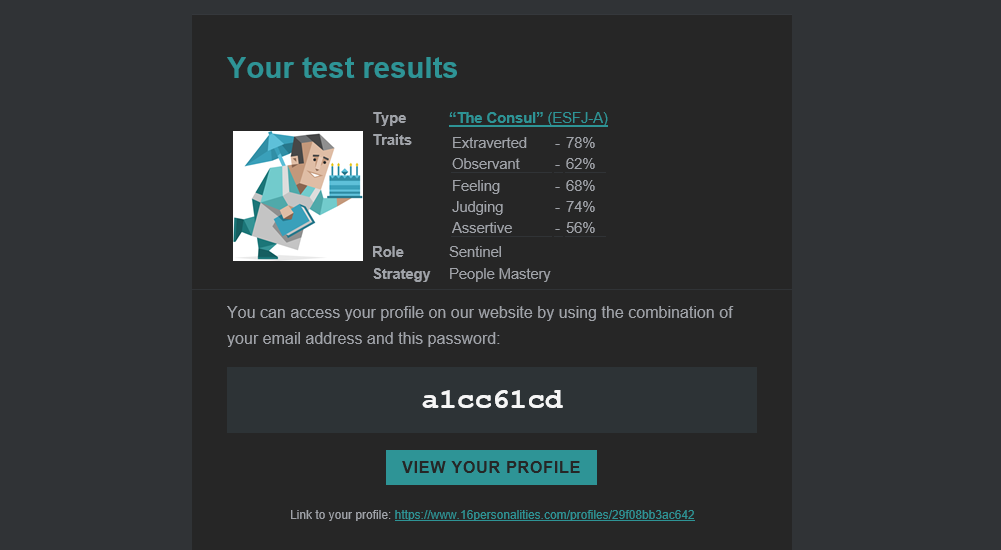 Your test results
Type “The Consul” (ESFJ-A)
Traits Extraverted - 78%
Observant - 62%
Feeling - 68%
Judging - 74%
Assertive - 56%
Role Sentinel
Strategy People Mastery
You can access your profile on our website by using the combination of
your email address and this password:
a1cc61cd
VIEW YOUR PROFILE
Link to your profile: https://www.16personalities.com/profiles/29f08bb3ac642